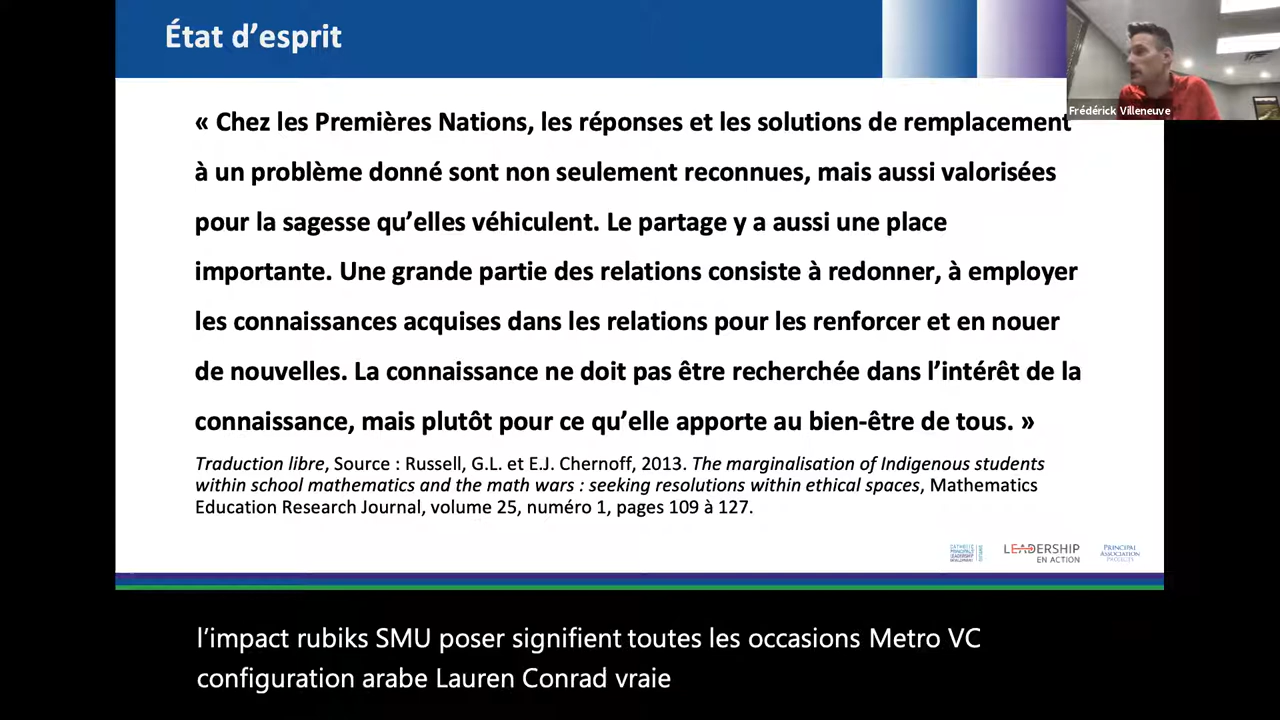 État d’esprit
Frédérick Villeneuve
« Chez les Premières Nations, les réponses et les solutions de remplacement
à un problème donné sont non seulement reconnues, mais aussi valorisées
pour la sagesse qu’elles véhiculent. Le partage y a aussi une place
importante. Une grande partie des relations consiste à redonner, à employer
les connaissances acquises dans les relations pour les renforcer et en nouer
de nouvelles. La connaissance ne doit pas être recherchée dans l’intérêt de la
connaissance, mais plutôt pour ce qu’elle apporte au bien-être de tous. »
Traduction libre, Source : Russell, G.L. et E.J. Chernoff, 2013. The marginalisation of Indigenous students
within school mathematics and the math wars : seeking resolutions within ethical spaces, Mathematics
Education Research Journal, volume 25, numéro 1, pages 109 à 127.
LEADERSHIP
EN ACTION
PRINCIPAL
ASSOCIATION
PROJECTS
l’impact rubiks SMU poser signifient toutes les occasions Metro VC
configuration arabe Lauren Conrad vraie